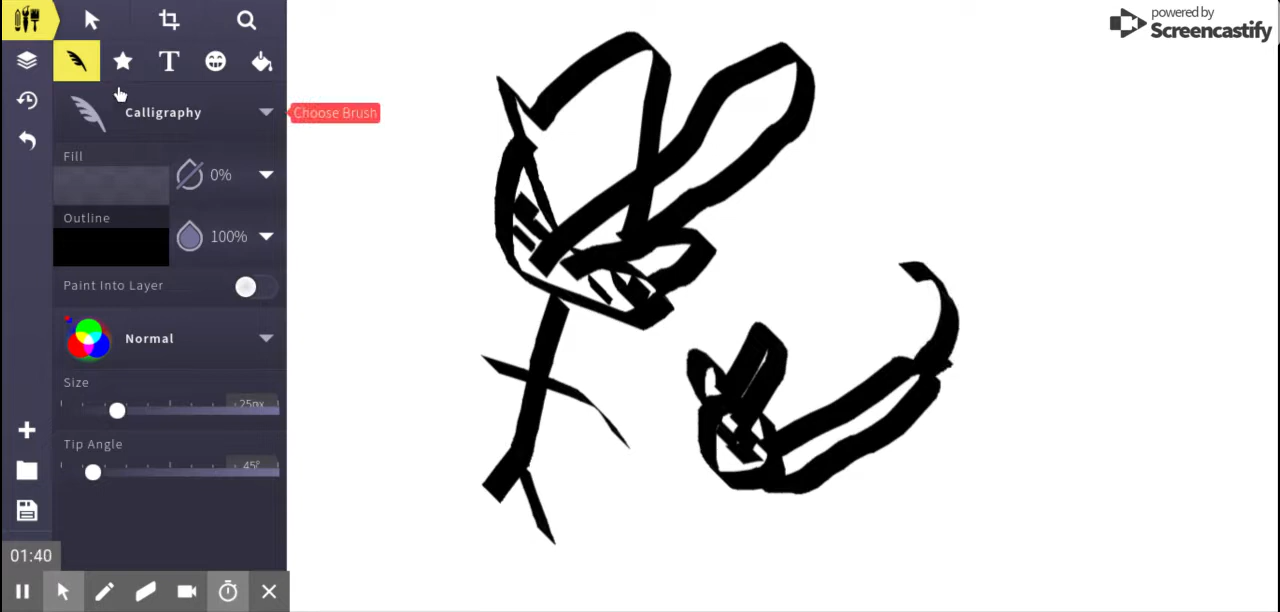 powered by
Screencastify
T
Calligraphy
Choose Brush
Fill
0%
Outline
100%
Paint Into Layer
Normal
Size
25px
Tip Angle
45°
01:40